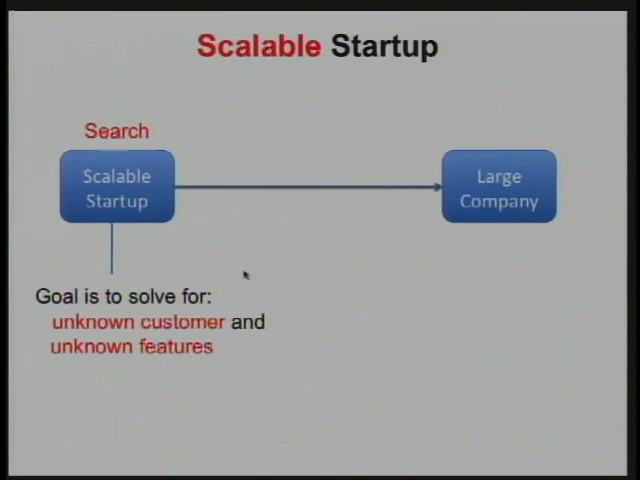 Scalable Startup
Search
Scalable
Startup
Large
Company
Goal is to solve for:
unknown customer and
unknown features